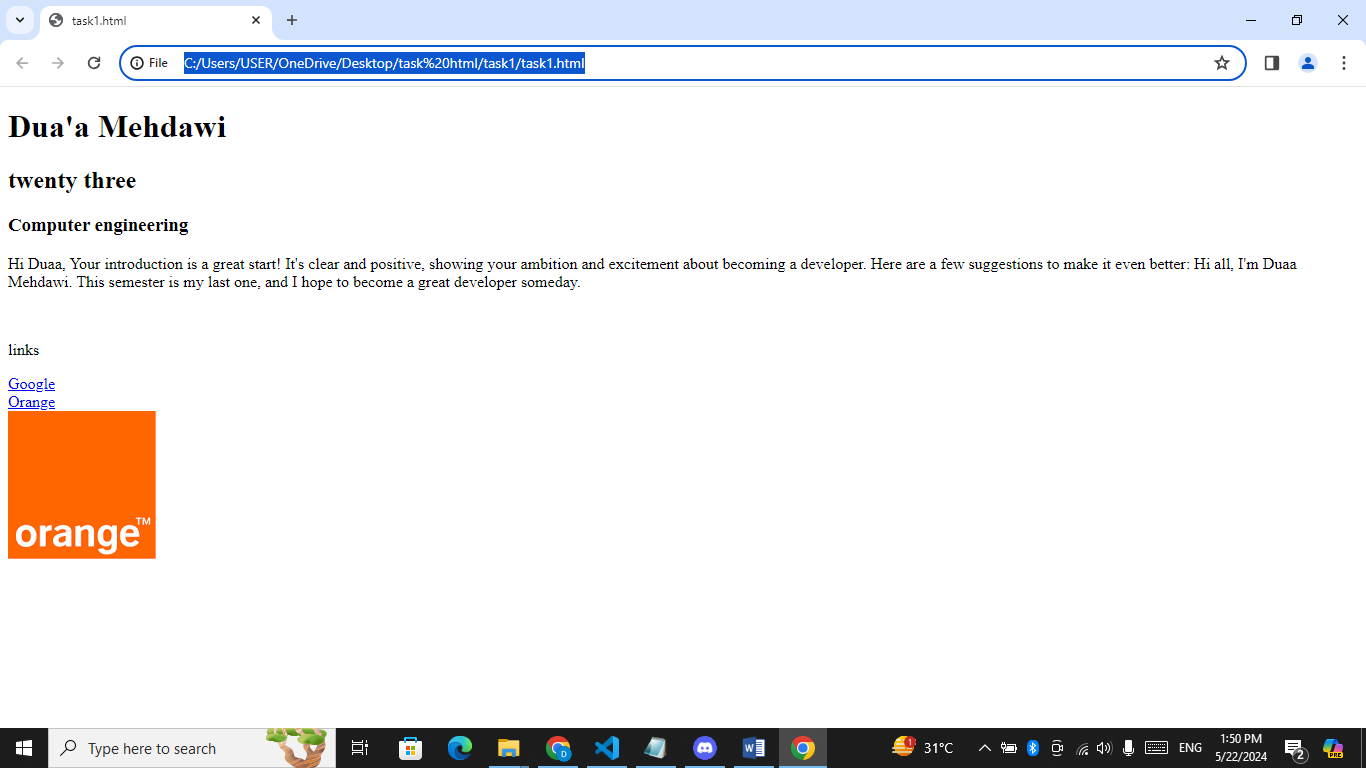 task1.html
File
C:/Users/USER/OneDrive/Desktop/task%20html/task1/task1.html
Dua'a Mehdawi
twenty three
Computer engineering
Hi Duaa, Your introduction is a great start! It's clear and positive, showing your ambition and excitement about becoming a developer. Here are a few suggestions to make it even better: Hi all, I'm Duaa
Mehdawi. This semester is my last one, and I hope to become a great developer someday.
links
Google
Orange
orange™
Type here to search
D
W
1
31°C
ENG
1:50 PM
5/22/2024
2
PRE